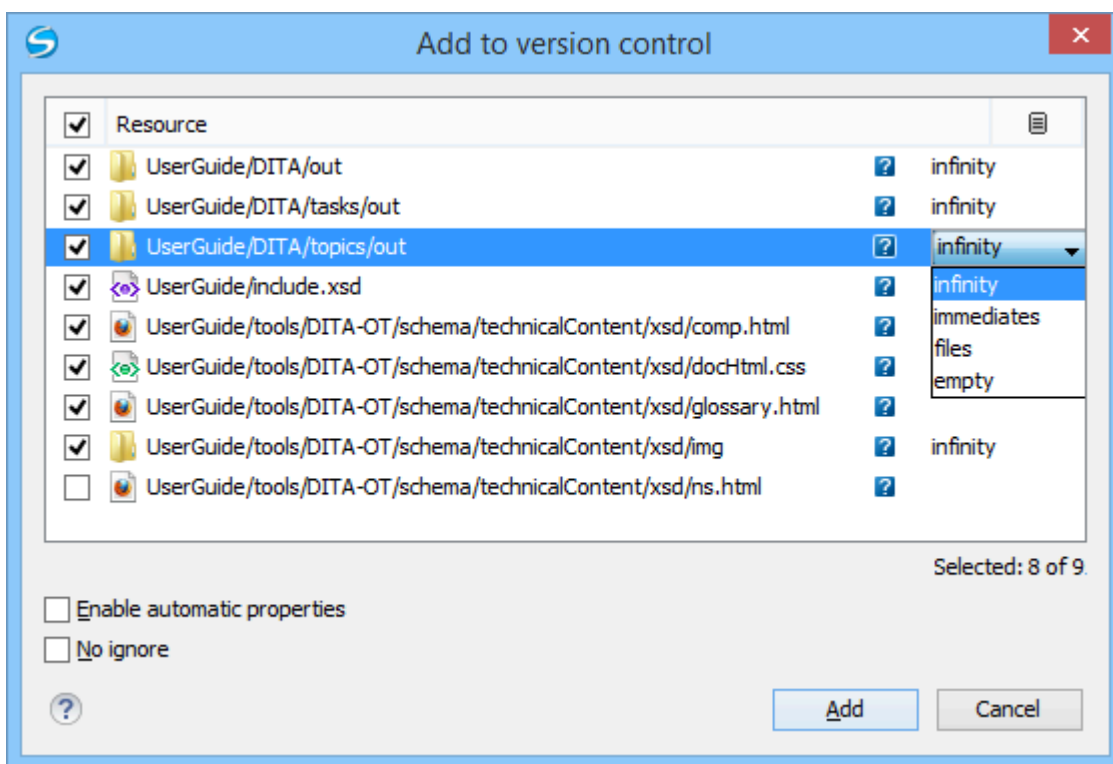 Add to version control
Resource
UserGuide/DITA/out ? infinity
UserGuide/DITA/tasks/out ? infinity
UserGuide/DITA/topics/out ? infinity
UserGuide/include.xsd ? infinity
UserGuide/tools/DITA-OT/schema/technicalContent/xsd/comp.html ? immediates
files
UserGuide/tools/DITA-OT/schema/technicalContent/xsd/docHtml.css ? empty
UserGuide/tools/DITA-OT/schema/technicalContent/xsd/glossary.html ?
UserGuide/tools/DITA-OT/schema/technicalContent/xsd/img ? infinity
UserGuide/tools/DITA-OT/schema/technicalContent/xsd/ns.html ?
Selected: 8 of 9.
Enable automatic properties
No ignore
? Add Cancel